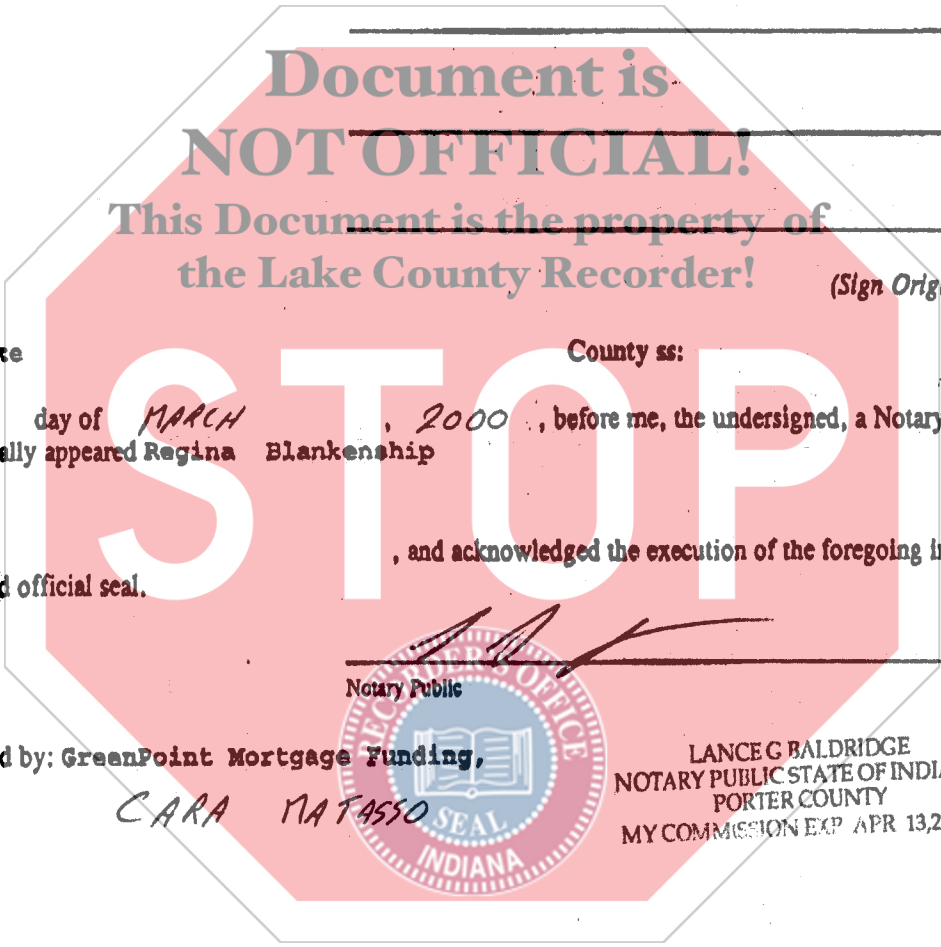 Document is
NOT OFFICIAL!
This Document is the property of
the Lake County Recorder!
(Sign Orig
STOP
te County ss:
day of MARCH , 2000 , before me, the undersigned, a Notary
ally appeared Regina Blankenship
, and acknowledged the execution of the foregoing in
d official seal.
Notary Public
RECORDER'S OFFICE
SEAL
INDIANA
d by: GreenPoint Mortgage Funding,
CARA MATASSO
LANCE G BALDRIDGE
NOTARY PUBLIC STATE OF INDIA
PORTER COUNTY
MY COMMISSION EXP APR 13,2